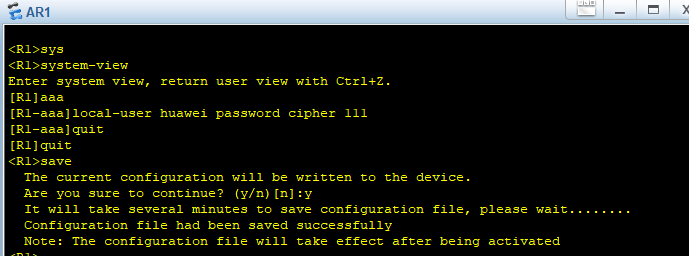 AR1
<R1>sys
<R1>system-view
Enter system view, return user view with Ctrl+Z.
[R1]aaa
[R1-aaa]local-user huawei password cipher 111
[R1-aaa]quit
[R1]quit
<R1>save
The current configuration will be written to the device.
Are you sure to continue? (y/n)[n]:y
It will take several minutes to save configuration file, please wait........
Configuration file had been saved successfully
Note: The configuration file will take effect after being activated
<R1>